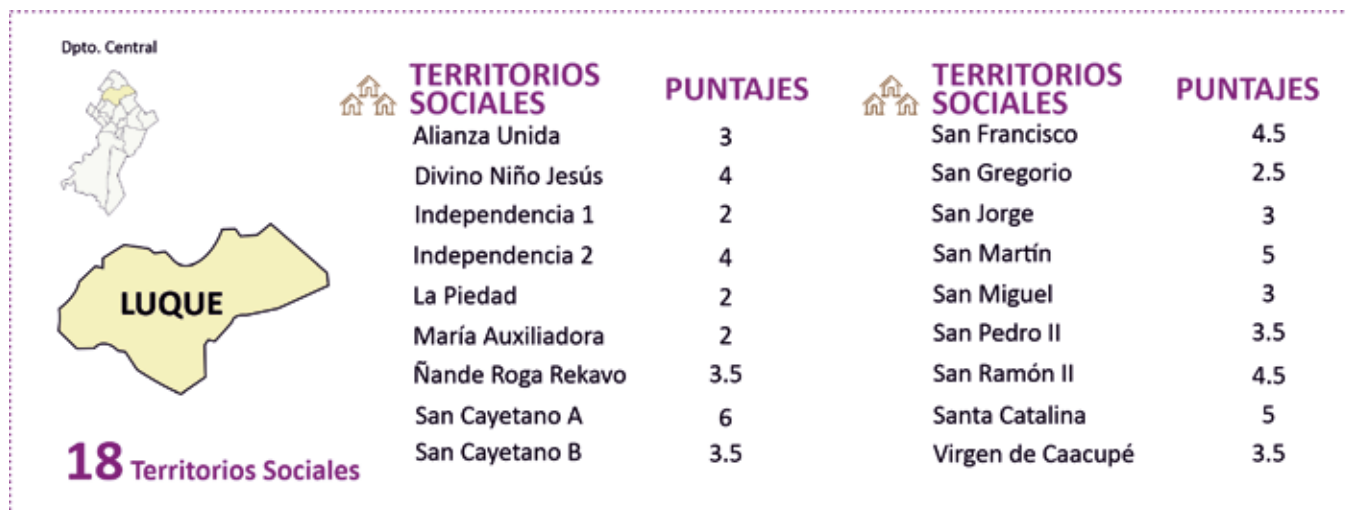 Dpto. Central
LUQUE
18 Territorios Sociales
TERRITORIOS SOCIALES PUNTAJES
Alianza Unida 3
Divino Niño Jesús 4
Independencia 1 2
Independencia 2 4
La Piedad 2
María Auxiliadora 2
Ñande Roga Rekavo 3.5
San Cayetano A 6
San Cayetano B 3.5
TERRITORIOS SOCIALES PUNTAJES
San Francisco 4.5
San Gregorio 2.5
San Jorge 3
San Martín 5
San Miguel 3
San Pedro II 3.5
San Ramón II 4.5
Santa Catalina 5
Virgen de Caacupé 3.5